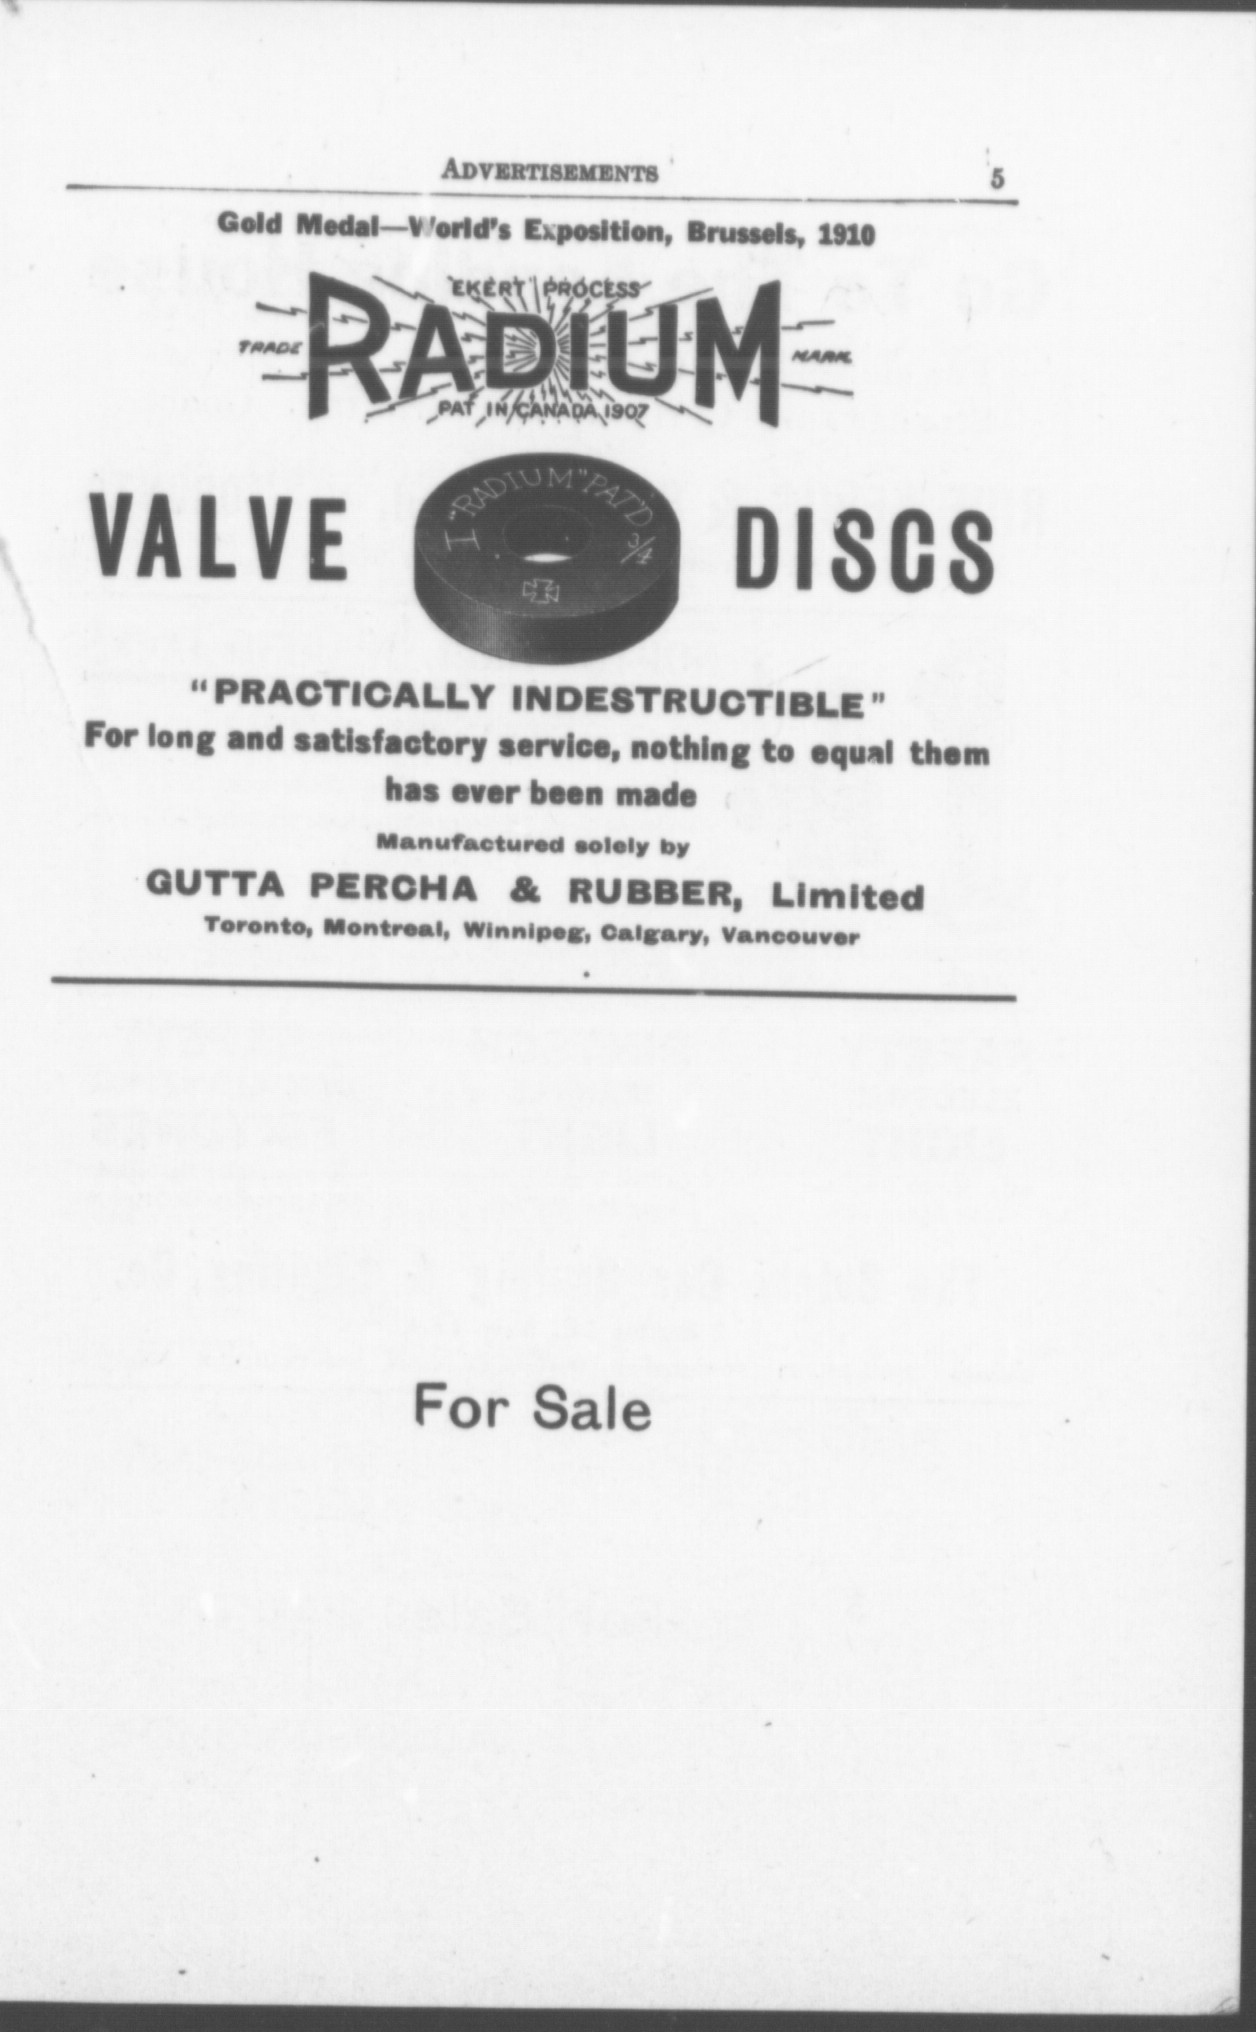 ADVERTISEMENTS 5
Gold Medal—World's Exposition, Brussels, 1910
"EKERT" PROCESS
TRADE RADIUM MARK
PAT IN CANADA 1907
VALVE DISCS
I "RADIUM" PAT'D 3/4
"PRACTICALLY INDESTRUCTIBLE"
For long and satisfactory service, nothing to equal them
has ever been made
Manufactured solely by
GUTTA PERCHA & RUBBER, Limited
Toronto, Montreal, Winnipeg, Calgary, Vancouver
For Sale